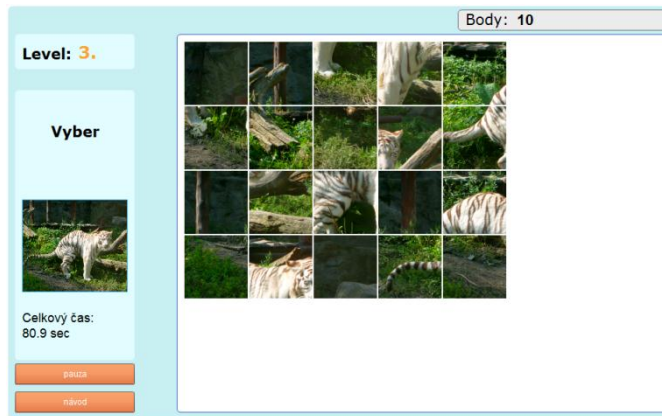 Body: 10
Level: 3.
Vyber
Celkový čas:
80.9 sec
pauza
návod